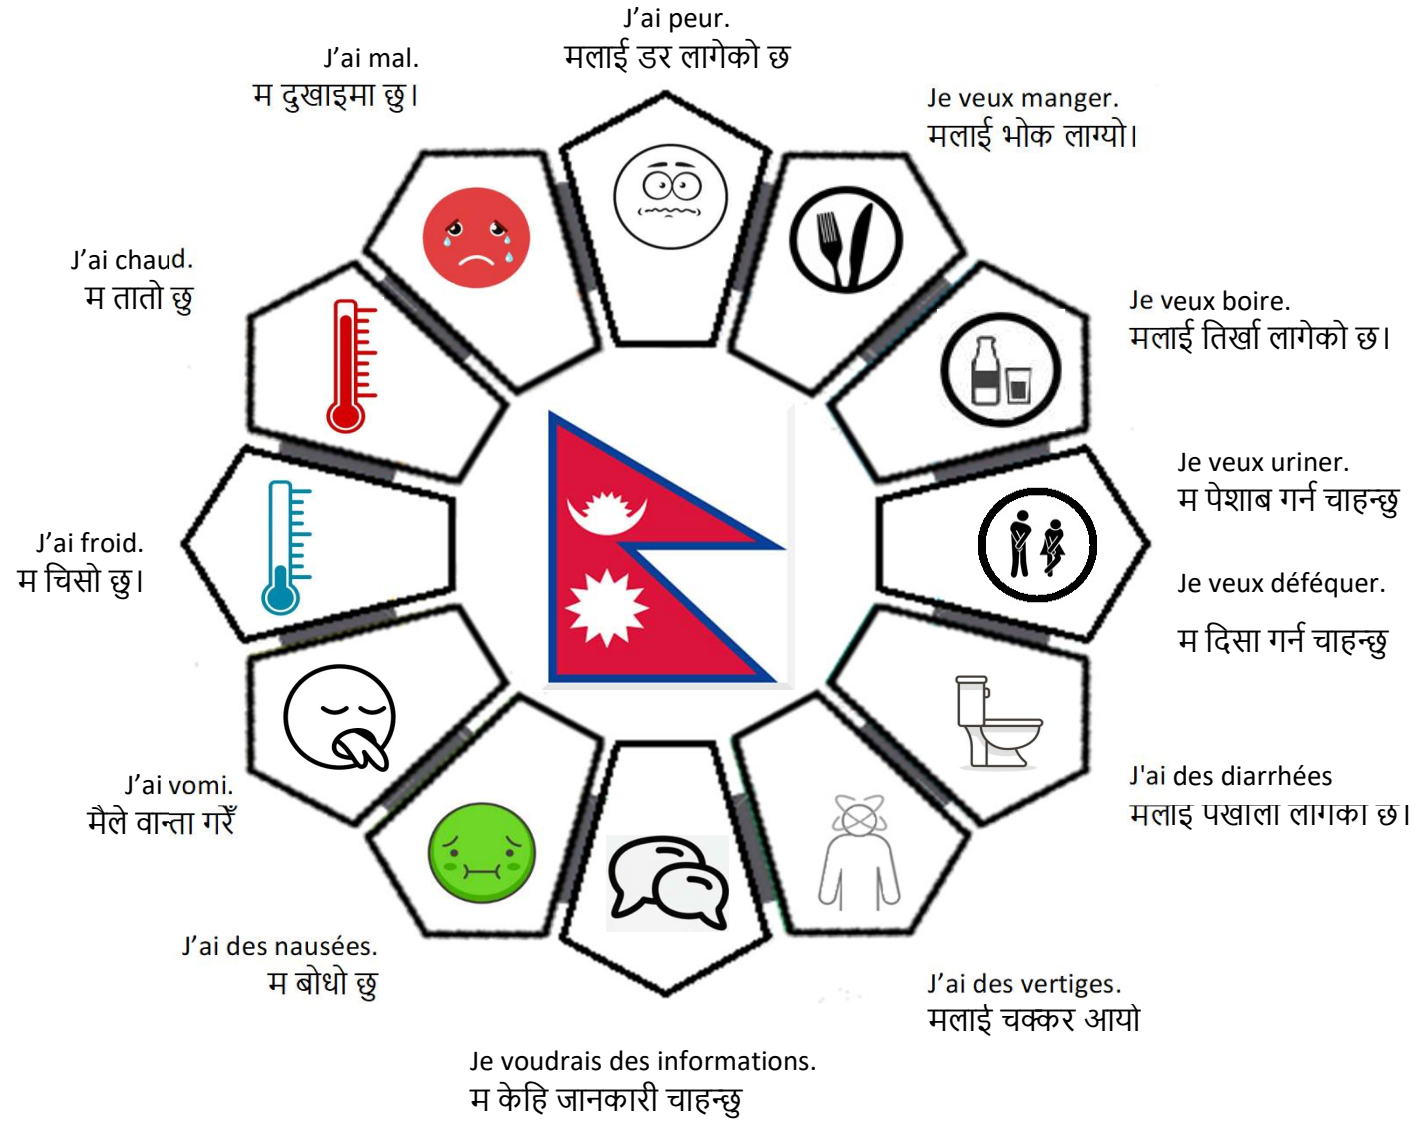 J'ai peur.
मलाई डर लागेको छ
J'ai mal.
म दुखाइमा छु।
Je veux manger.
मलाई भोक लाग्यो।
J'ai chaud.
म तातो छु
Je veux boire.
मलाई तिर्खा लागेको छ।
Je veux uriner.
म पेशाब गर्न चाहन्छु
J'ai froid.
म चिसो छु।
Je veux déféquer.
म दिसा गर्न चाहन्छु
J'ai vomi.
मैले वान्ता गरेँ
J'ai des diarrhées
मलाई पखाला लागेको छ।
J'ai des nausées.
म बोधो छु
J'ai des vertiges.
मलाई चक्कर आयो
Je voudrais des informations.
म केहि जानकारी चाहन्छु